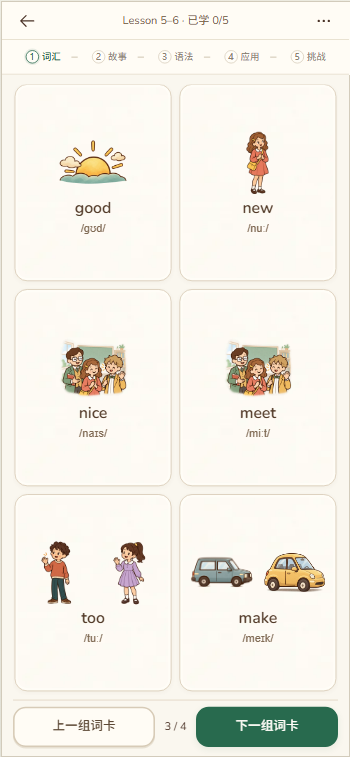 Lesson 5–6 · 已学 0/5
1 词汇 — 2 故事 — 3 语法 — 4 应用 — 5 挑战
good
/ɡʊd/
new
/nuː/
nice
/naɪs/
meet
/miːt/
too
/tuː/
make
/meɪk/
上一组词卡
3 / 4
下一组词卡